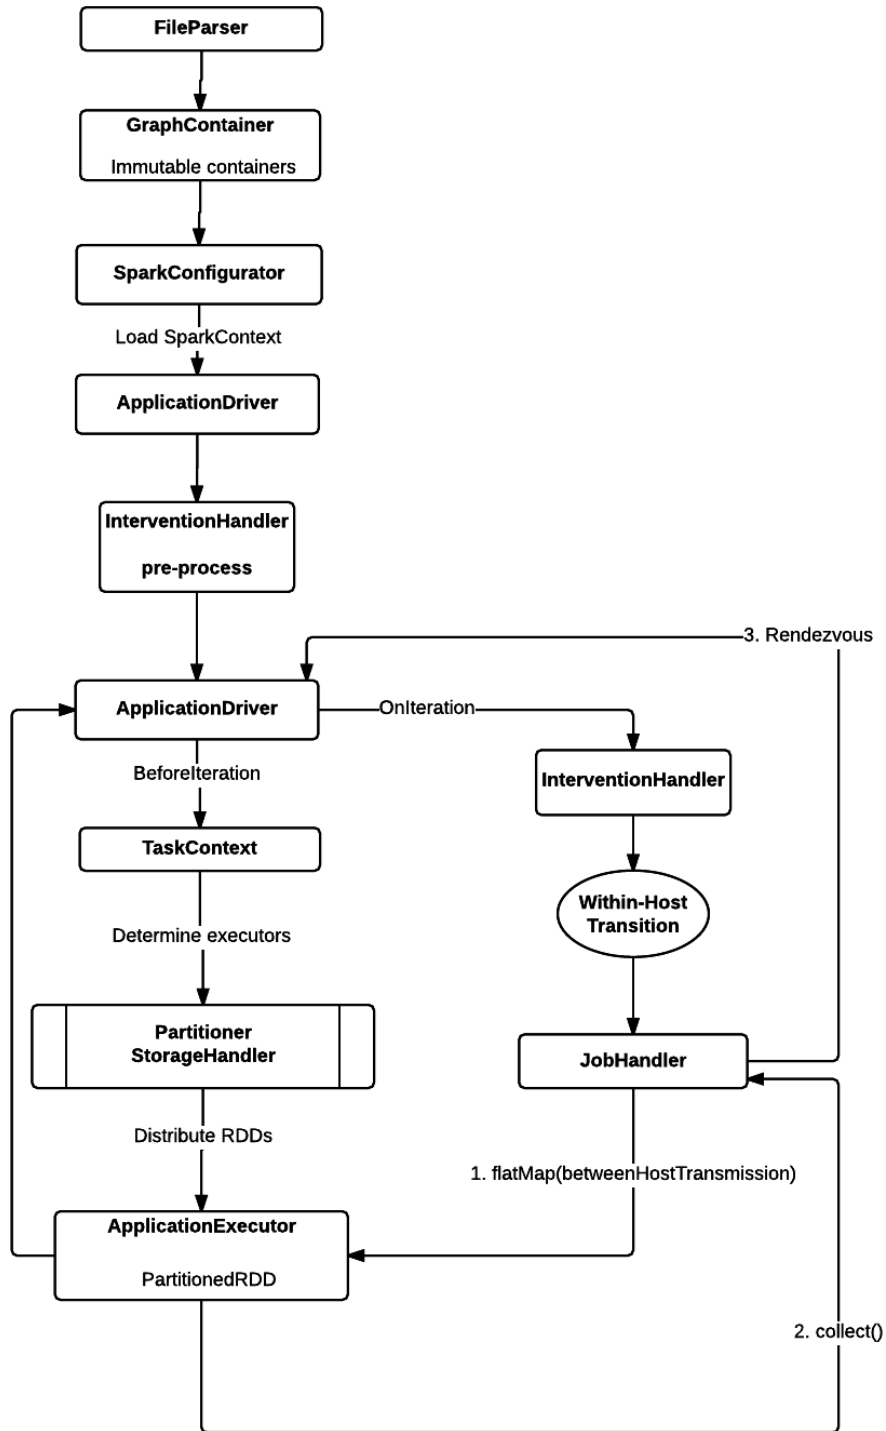 FileParser
GraphContainer
Immutable containers
SparkConfigurator
Load SparkContext
ApplicationDriver
InterventionHandler
pre-process
3. Rendezvous
ApplicationDriver
OnIteration
BeforeIteration
InterventionHandler
TaskContext
Within-Host
Transition
Determine executors
Partitioner
StorageHandler
JobHandler
Distribute RDDs
1. flatMap(betweenHostTransmission)
ApplicationExecutor
PartitionedRDD
2. collect()